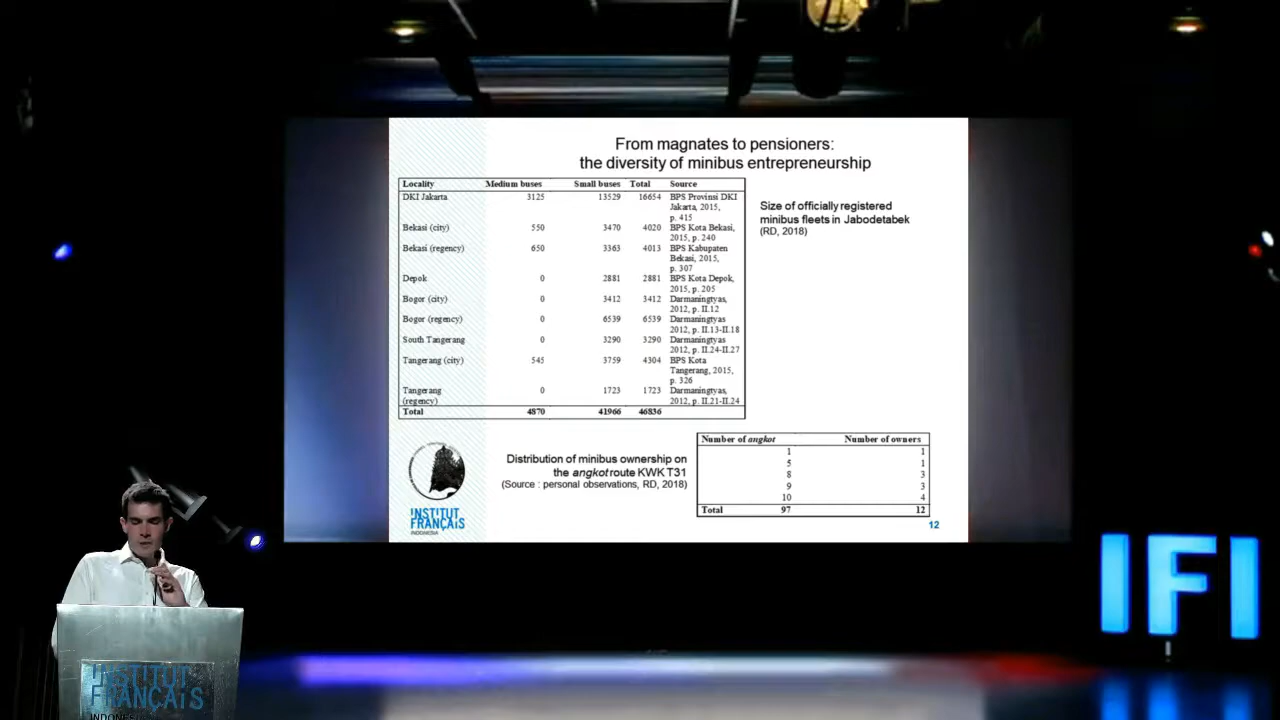 From magnates to pensioners:
the diversity of minibus entrepreneurship
Locality Medium buses Small buses Total Source
DKI Jakarta 3125 13529 16654 BPS Provinsi DKI
Jakarta, 2015,
p. 415
Bekasi (city) 550 3470 4020 BPS Kota Bekasi,
2015, p. 240
Bekasi (regency) 650 3363 4013 BPS Kabupaten
Bekasi, 2015,
p. 307
Depok 0 2881 2881 BPS Kota Depok,
2015, p. 205
Bogor (city) 0 3412 3412 Darmaningtyas,
2012, p. II.12
Bogor (regency) 0 6539 6539 Darmaningtyas
2012, p. II.13-II.18
South Tangerang 0 3290 3290 Darmaningtyas
2012, p. II.24-II.27
Tangerang (city) 545 3759 4304 BPS Kota
Tangerang, 2015,
p. 326
Tangerang 0 1723 1723 Darmaningtyas,
(regency) 2012, p. II.21-II.24
Total 4870 41966 46836
Size of officially registered
minibus fleets in Jabodetabek
(RD, 2018)
Distribution of minibus ownership on
the angkot route KWK T31
(Source : personal observations, RD, 2018)
Number of angkot Number of owners
1 1
5 1
8 3
9 3
10 4
Total 97 12
INSTITUT
FRANÇAIS
INDONESIA
12
IFI
INSTITUT
FRANÇAIS
INDONESIA